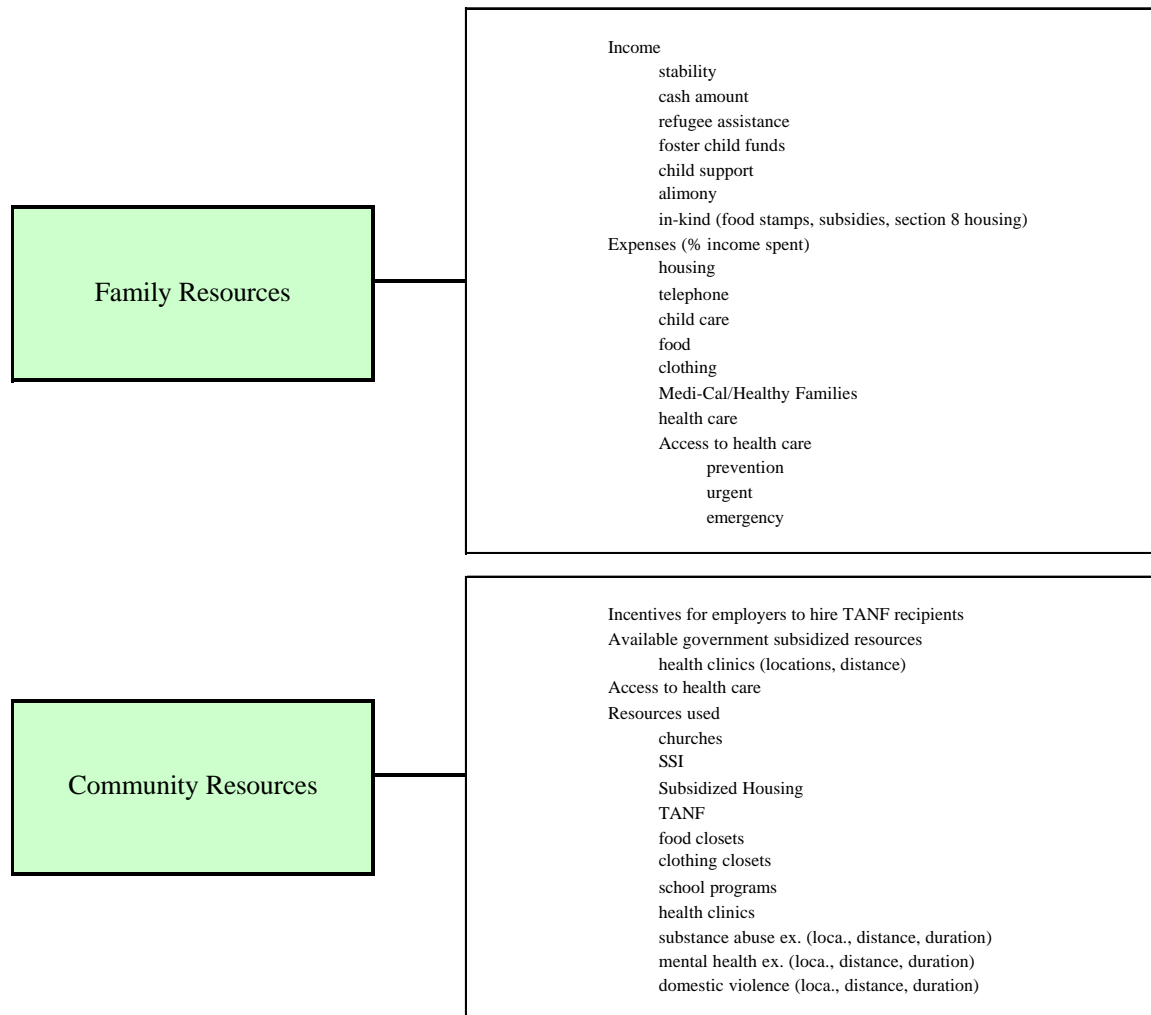 Family Resources
Income
stability
cash amount
refugee assistance
foster child funds
child support
alimony
in-kind (food stamps, subsidies, section 8 housing)
Expenses (% income spent)
housing
telephone
child care
food
clothing
Medi-Cal/Healthy Families
health care
Access to health care
prevention
urgent
emergency
Community Resources
Incentives for employers to hire TANF recipients
Available government subsidized resources
health clinics (locations, distance)
Access to health care
Resources used
churches
SSI
Subsidized Housing
TANF
food closets
clothing closets
school programs
health clinics
substance abuse ex. (loca., distance, duration)
mental health ex. (loca., distance, duration)
domestic violence (loca., distance, duration)